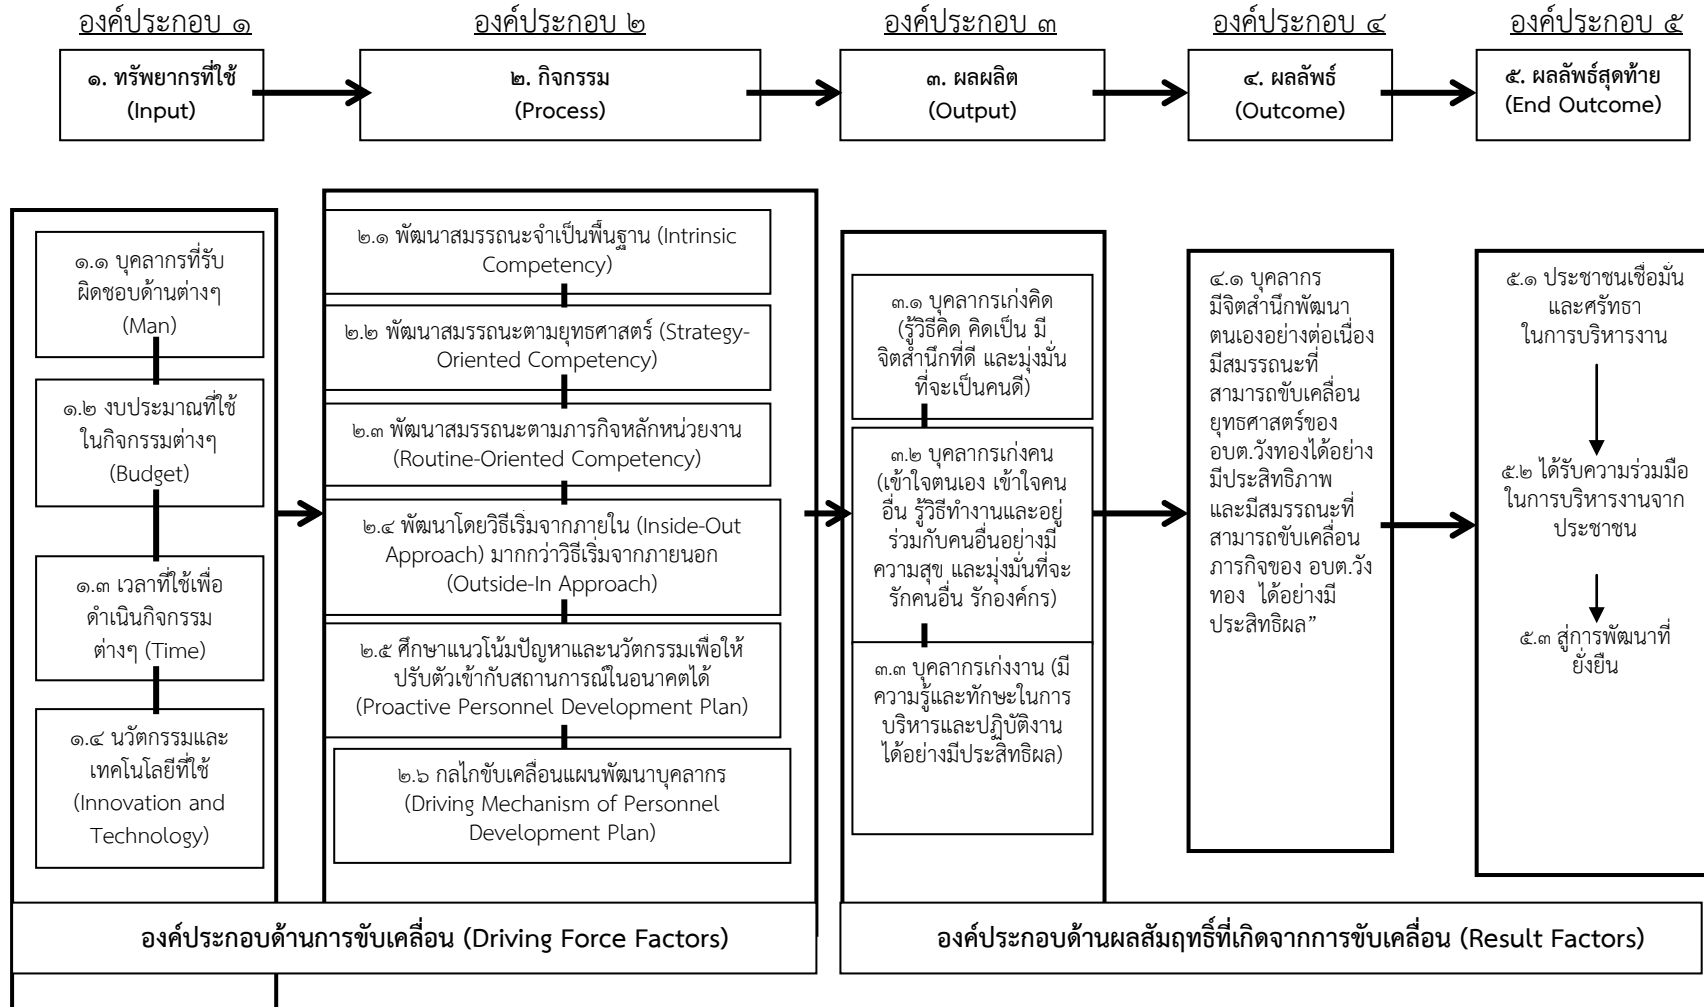 องค์ประกอบ ๑
องค์ประกอบ ๒
องค์ประกอบ ๓
องค์ประกอบ ๔
องค์ประกอบ ๕
๑. ทรัพยากรที่ใช้
(Input)
๒. กิจกรรม
(Process)
๓. ผลผลิต
(Output)
๔. ผลลัพธ์
(Outcome)
๕. ผลลัพธ์สุดท้าย
(End Outcome)
๑.๑ บุคลากรที่รับ
ผิดชอบด้านต่างๆ
(Man)
๑.๒ งบประมาณที่ใช้
ในกิจกรรมต่างๆ
(Budget)
๑.๓ เวลาที่ใช้เพื่อ
ดำเนินกิจกรรม
ต่างๆ (Time)
๑.๔ นวัตกรรมและ
เทคโนโลยีที่ใช้
(Innovation and
Technology)
๒.๑ พัฒนาสมรรถนะจำเป็นพื้นฐาน (Intrinsic
Competency)
๒.๒ พัฒนาสมรรถนะตามยุทธศาสตร์ (Strategy-
Oriented Competency)
๒.๓ พัฒนาสมรรถนะตามภารกิจหลักหน่วยงาน
(Routine-Oriented Competency)
๒.๔ พัฒนาโดยวิธีเริ่มจากภายใน (Inside-Out
Approach) มากกว่าวิธีเริ่มจากภายนอก
(Outside-In Approach)
๒.๕ ศึกษาแนวโน้มปัญหาและนวัตกรรมเพื่อให้
ปรับตัวเข้ากับสถานการณ์ในอนาคตได้
(Proactive Personnel Development Plan)
๒.๖ กลไกขับเคลื่อนแผนพัฒนาบุคลากร
(Driving Mechanism of Personnel
Development Plan)
๓.๑ บุคลากรเก่งคิด
(รู้วิธีคิด คิดเป็น มี
จิตสำนึกที่ดี และมุ่งมั่น
ที่จะเป็นคนดี)
๓.๒ บุคลากรเก่งคน
(เข้าใจตนเอง เข้าใจคน
อื่น รู้วิธีทำงานและอยู่
ร่วมกับคนอื่นอย่างมี
ความสุข และมุ่งมั่นที่จะ
รักคนอื่น รักองค์กร)
๓.๓ บุคลากรเก่งงาน (มี
ความรู้และทักษะในการ
บริหารและปฏิบัติงาน
ได้อย่างมีประสิทธิผล)
๔.๑ บุคลากร
มีจิตสำนึกพัฒนา
ตนเองอย่างต่อเนื่อง
มีสมรรถนะที่
สามารถขับเคลื่อน
ยุทธศาสตร์ของ
อบต.วังทองได้อย่าง
มีประสิทธิภาพ
และมีสมรรถนะที่
สามารถขับเคลื่อน
ภารกิจของ อบต.วัง
ทอง ได้อย่างมี
ประสิทธิผล”
๕.๑ ประชาชนเชื่อมั่น
และศรัทธา
ในการบริหารงาน
๕.๒ ได้รับความร่วมมือ
ในการบริหารงานจาก
ประชาชน
๕.๓ สู่การพัฒนาที่
ยั่งยืน
องค์ประกอบด้านการขับเคลื่อน (Driving Force Factors)
องค์ประกอบด้านผลสัมฤทธิ์ที่เกิดจากการขับเคลื่อน (Result Factors)